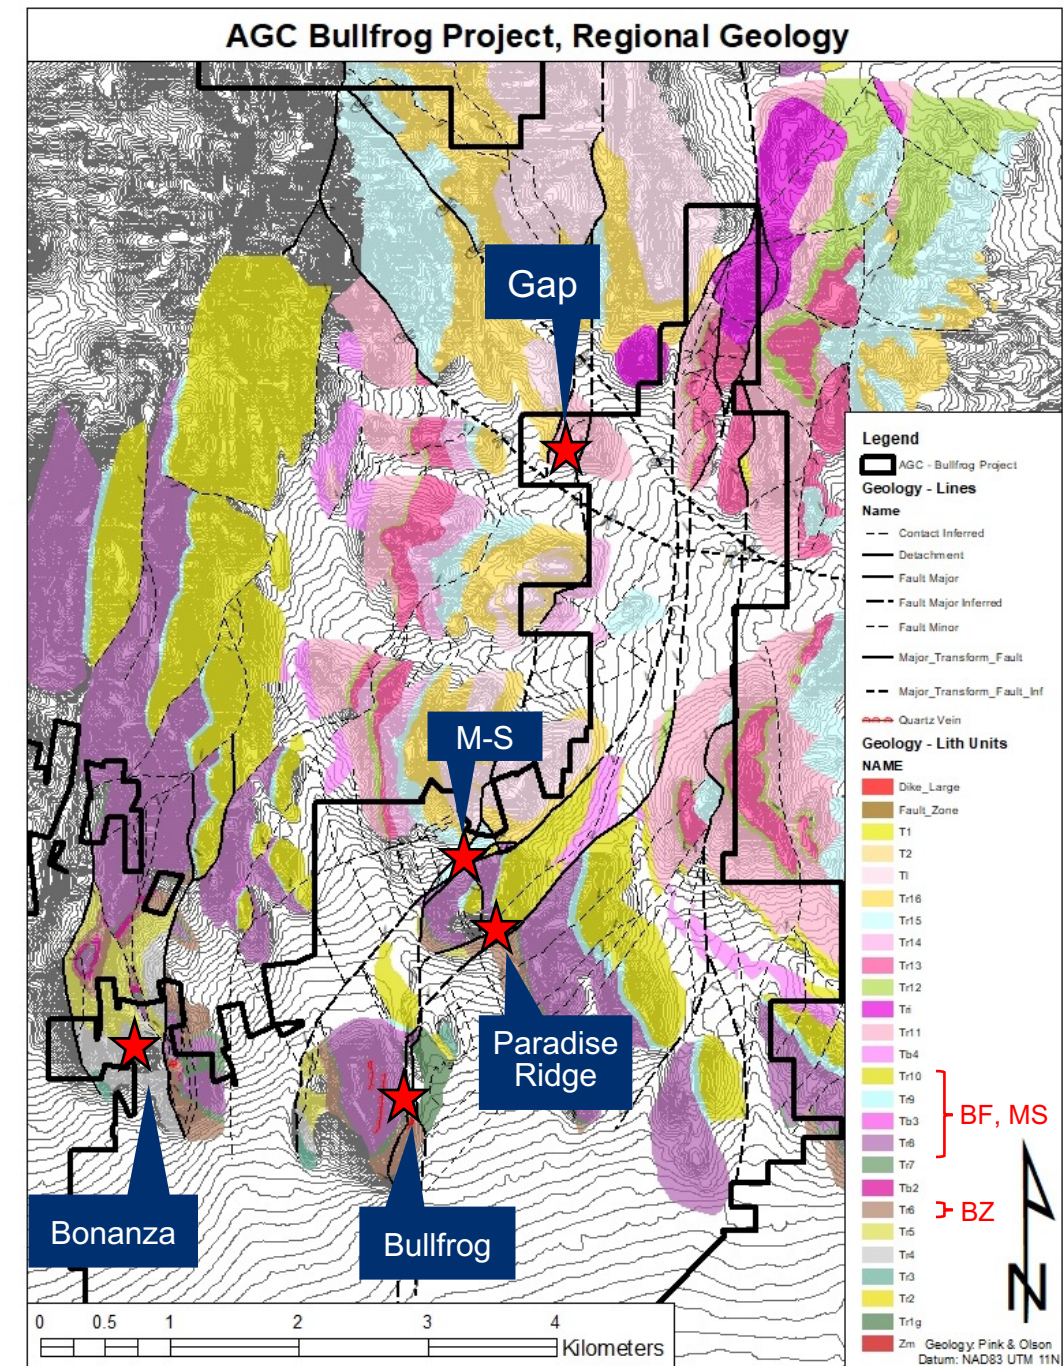 AGC Bullfrog Project, Regional Geology
Gap
M-S
Paradise
Ridge
Bonanza
Bullfrog
Legend
AGC - Bullfrog Project
Geology - Lines
Name
Contact Inferred
Detachment
Fault Major
Fault Major Inferred
Fault Minor
Major_Transform_Fault
Major_Transform_Fault_Inf
Quartz Vein
Geology - Lith Units
NAME
Dike_Large
Fault_Zone
T1
T2
Tl
Tr16
Tr15
Tr14
Tr13
Tr12
Tri
Tr11
Tb4
Tr10
Tr9
Tb3
Tr6
Tr7
Tb2
Tr6
Tr5
Tr4
Tr3
Tr2
Tr1g
Zm
BF, MS
BZ
N
Geology: Pink & Olson
Datum: NAD83 UTM 11N
0 0.5 1 2 3 4
Kilometers